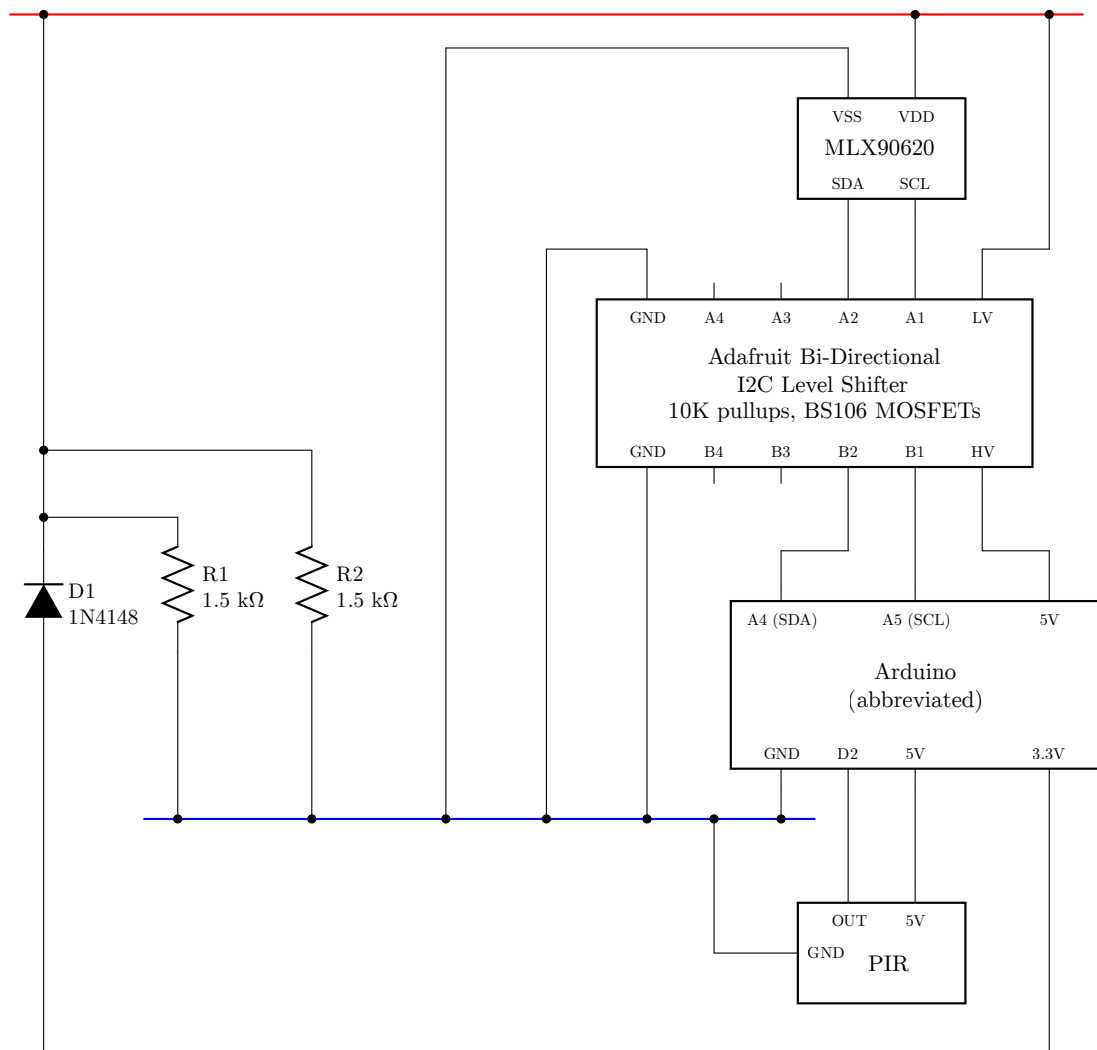 VSS VDD
MLX90620
SDA SCL
GND A4 A3 A2 A1 LV
Adafruit Bi-Directional
I2C Level Shifter
10K pullups, BS106 MOSFETs
GND B4 B3 B2 B1 HV
D1
1N4148
R1
1.5 kΩ
R2
1.5 kΩ
A4 (SDA) A5 (SCL) 5V
Arduino
(abbreviated)
GND D2 5V 3.3V
OUT 5V
GND
PIR